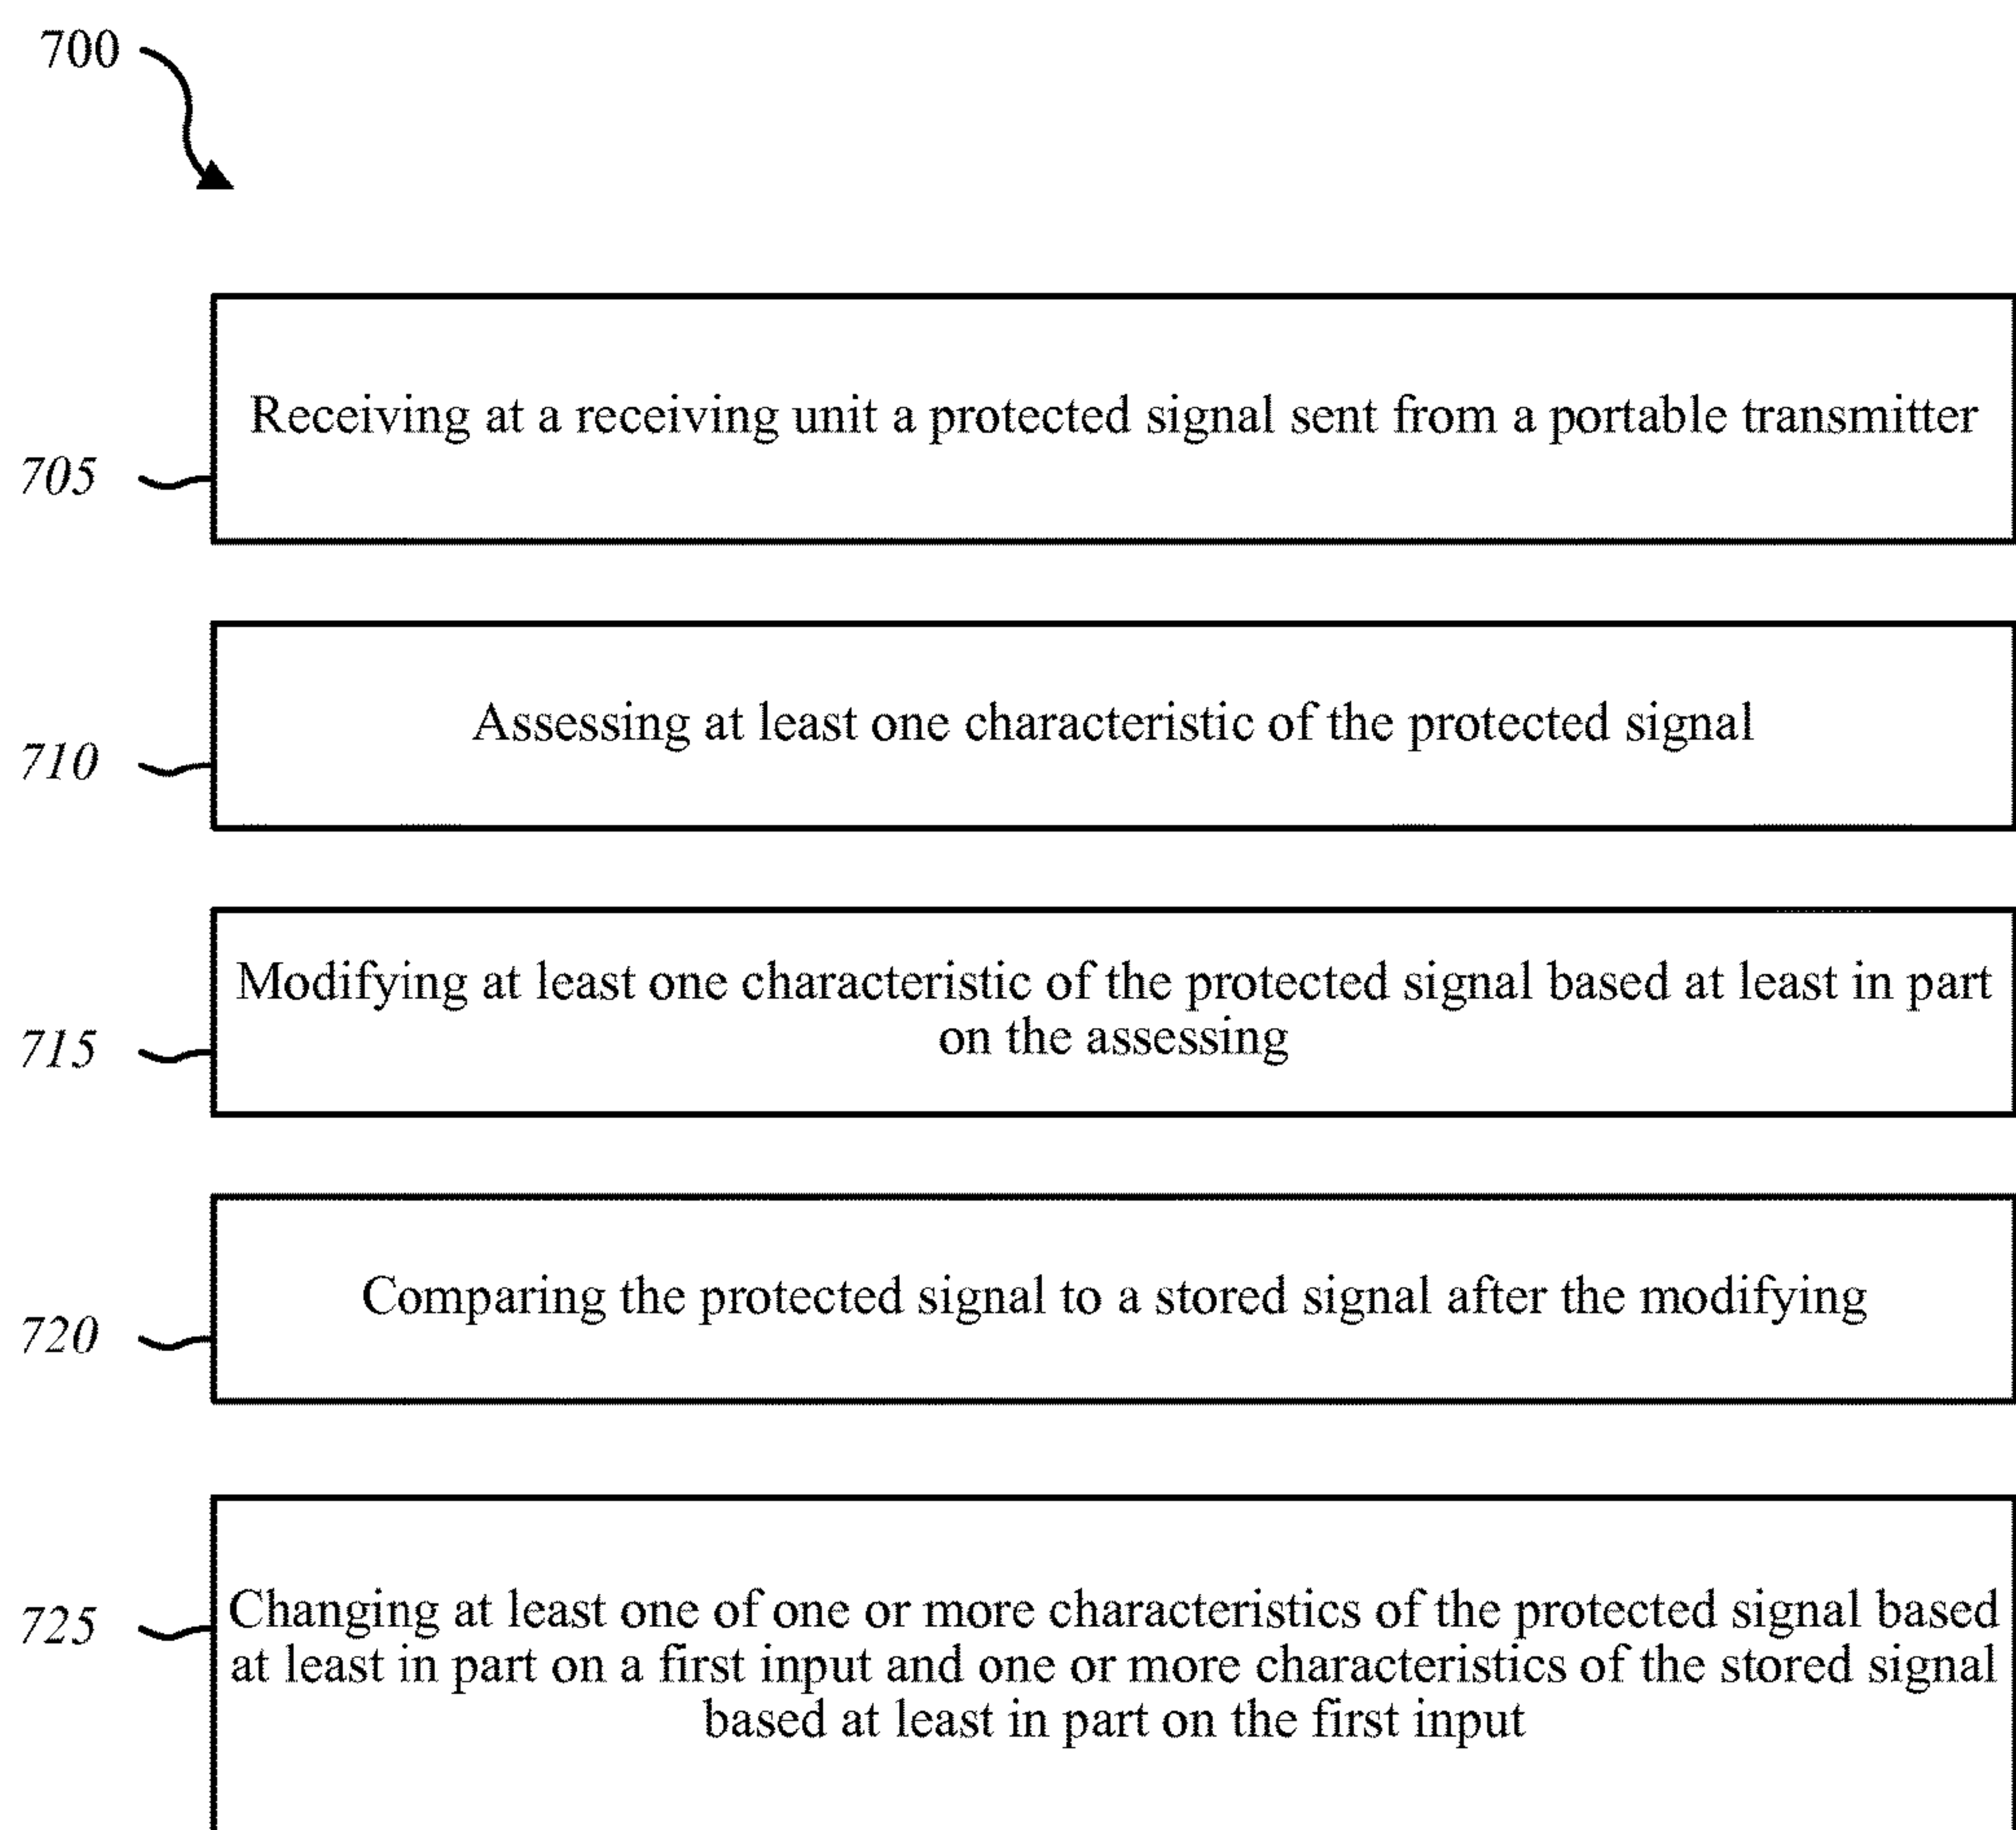 700
Receiving at a receiving unit a protected signal sent from a portable transmitter
705
Assessing at least one characteristic of the protected signal
710
Modifying at least one characteristic of the protected signal based at least in part
on the assessing
715
Comparing the protected signal to a stored signal after the modifying
720
Changing at least one of one or more characteristics of the protected signal based
at least in part on a first input and one or more characteristics of the stored signal
based at least in part on the first input
725